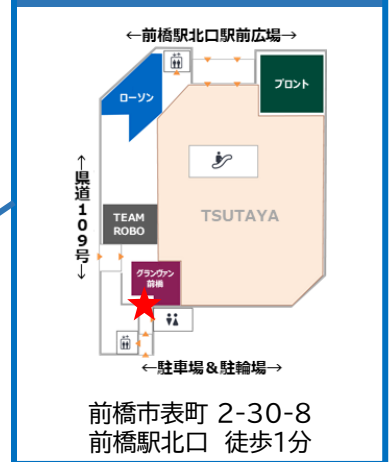 ←前橋駅北口駅前広場→
ローソン
プロント
↑県道109号↓
TSUTAYA
TEAM
ROBO
グランヴァン
前橋
←駐車場&駐輪場→
前橋市表町 2-30-8
前橋駅北口 徒歩1分